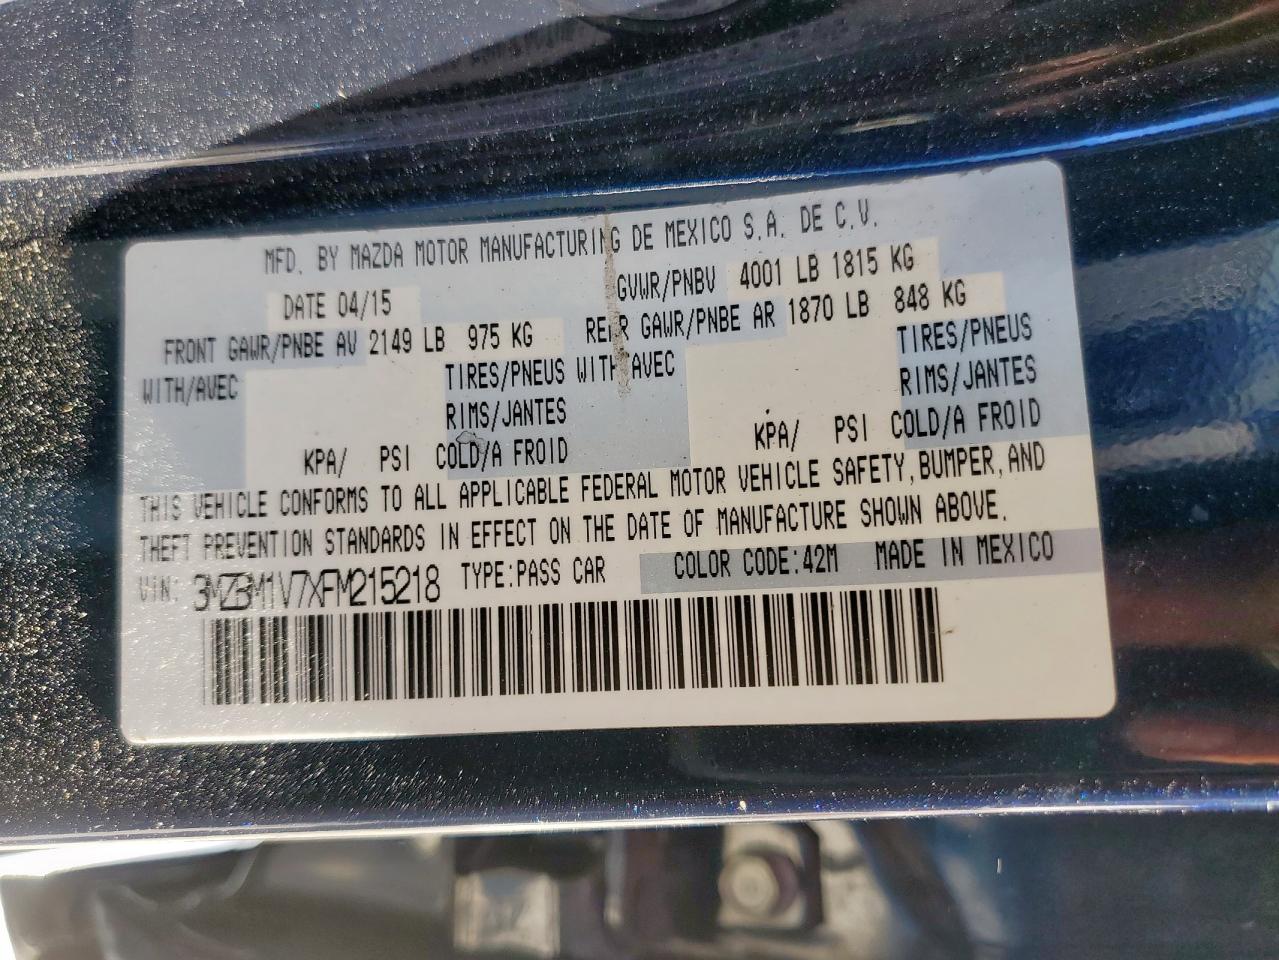 MFD. BY MAZDA MOTOR MANUFACTURING DE MEXICO S.A. DE C.V.
DATE 04/15 GVWR/PNBV 4001 LB 1815 KG
FRONT GAWR/PNBE AV 2149 LB 975 KG REAR GAWR/PNBE AR 1870 LB 848 KG
WITH/AVEC TIRES/PNEUS WITH/AVEC TIRES/PNEUS
RIMS/JANTES RIMS/JANTES
KPA/ PSI COLD/A FROID KPA/ PSI COLD/A FROID
THIS VEHICLE CONFORMS TO ALL APPLICABLE FEDERAL MOTOR VEHICLE SAFETY, BUMPER, AND
THEFT PREVENTION STANDARDS IN EFFECT ON THE DATE OF MANUFACTURE SHOWN ABOVE.
VIN: 3MZBM1V7XFM215218 TYPE:PASS CAR COLOR CODE:42M MADE IN MEXICO